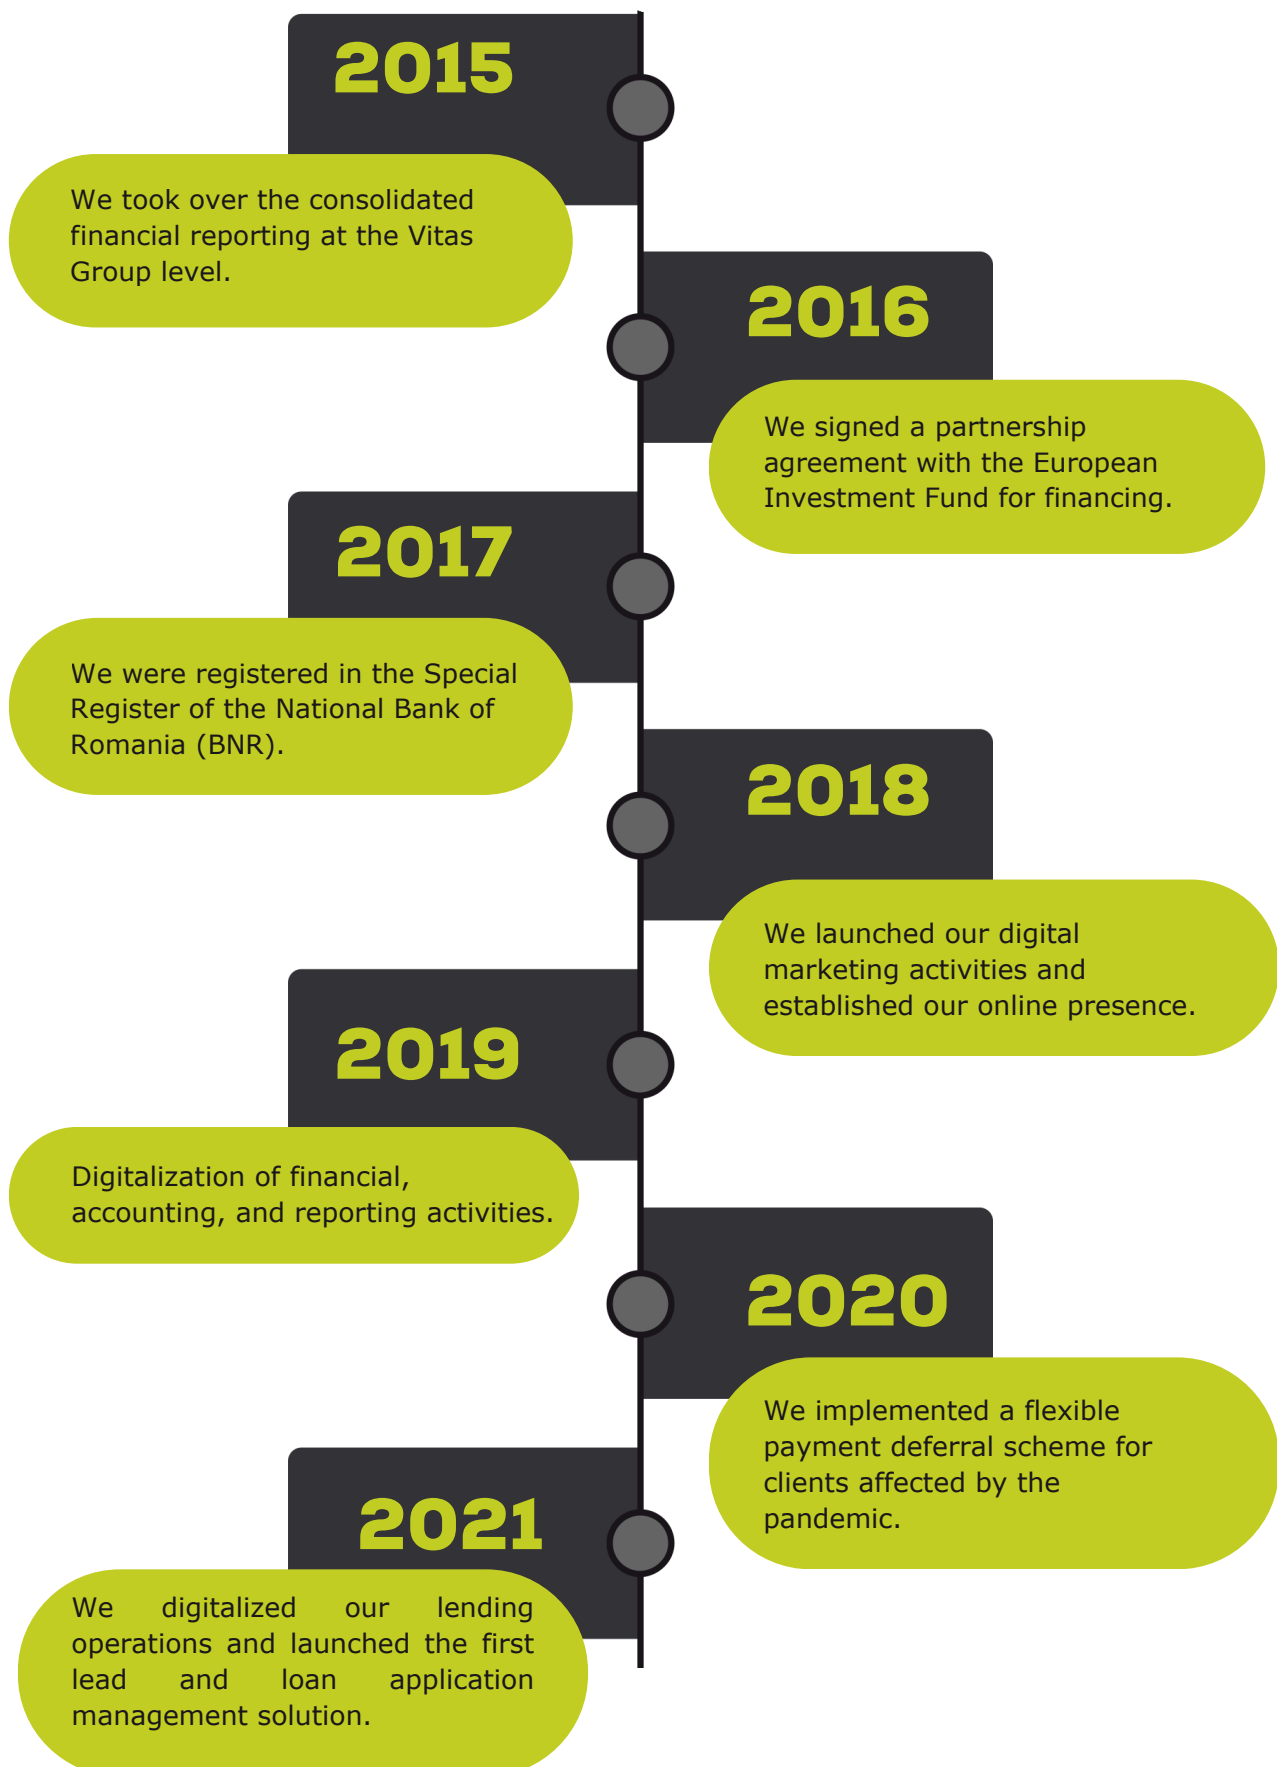 2015
We took over the consolidated
financial reporting at the Vitas
Group level.
2016
We signed a partnership
agreement with the European
Investment Fund for financing.
2017
We were registered in the Special
Register of the National Bank of
Romania (BNR).
2018
We launched our digital
marketing activities and
established our online presence.
2019
Digitalization of financial,
accounting, and reporting activities.
2020
We implemented a flexible
payment deferral scheme for
clients affected by the
pandemic.
2021
We digitalized our lending
operations and launched the first
lead and loan application
management solution.